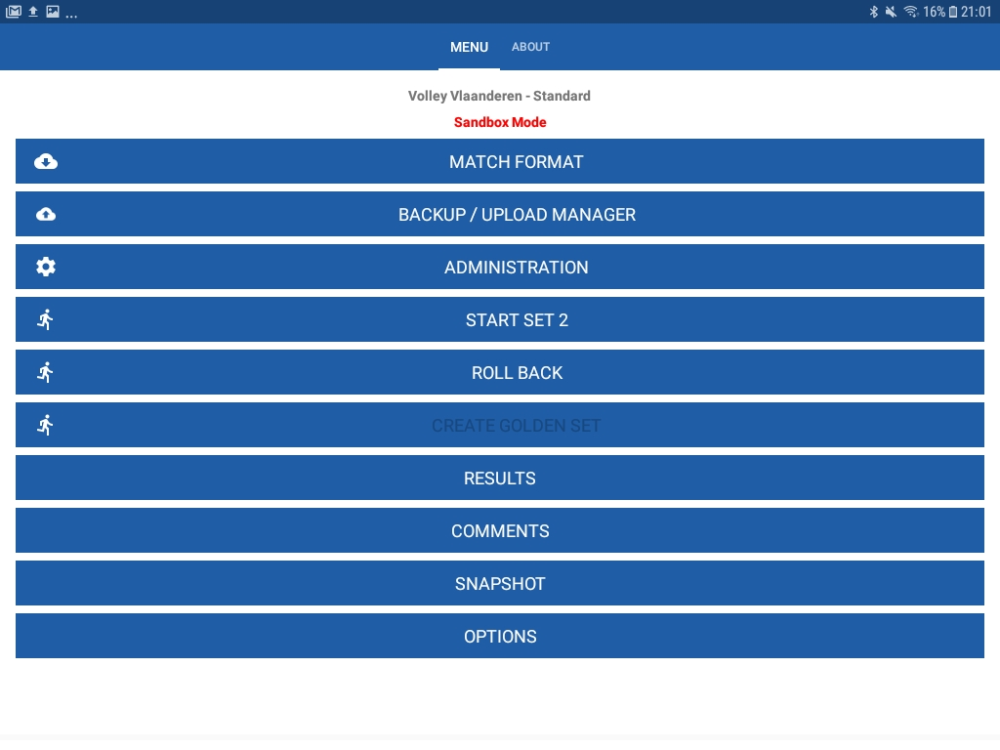 ... 16% 21:01
MENU ABOUT
Volley Vlaanderen - Standard
Sandbox Mode
MATCH FORMAT
BACKUP / UPLOAD MANAGER
ADMINISTRATION
START SET 2
ROLL BACK
CREATE GOLDEN SET
RESULTS
COMMENTS
SNAPSHOT
OPTIONS